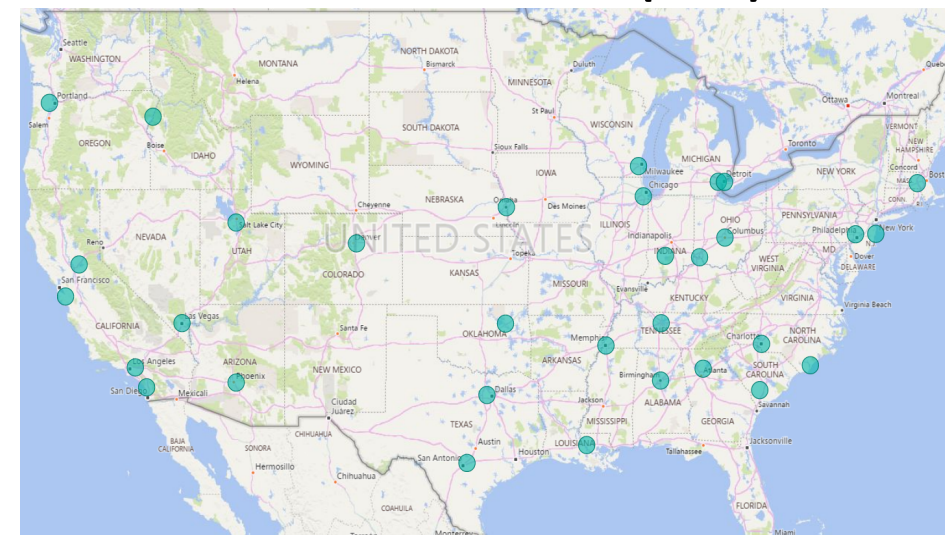 Seattle
WASHINGTON
Portland
Salem
OREGON
Boise
IDAHO
MONTANA
Helena
NORTH DAKOTA
Bismarck
Duluth
MINNESOTA
St Paul
SOUTH DAKOTA
Sioux Falls
WISCONSIN
MICHIGAN
Milwaukee
Detroit
Chicago
Ottawa
Montreal
Queb
Toronto
VERMONT
NEW
HAMPSHIRE
Concord
MASS
Bost
CONN
NEW YORK
WYOMING
Cheyenne
NEBRASKA
Omaha
IOWA
Des Moines
ILLINOIS
Indianapolis
INDIANA
OHIO
Columbus
PENNSYLVANIA
Philadelphi
New York
MD
Dover
DELAWARE
WEST
VIRGINIA
VIRGINIA
Virginia Beach
Reno
NEVADA
Salt Lake City
UTAH
Denver
COLORADO
UNITED STATES
Topeka
KANSAS
MISSOURI
Evansville
KENTUCKY
San Francisco
CALIFORNIA
Las Vegas
Los Angeles
San Diego
Mexicali
ARIZONA
Phoenix
Santa Fe
NEW MEXICO
OKLAHOMA
ARKANSAS
Memphis
TENNESSEE
Charlotte
NORTH
CAROLINA
SOUTH
CAROLINA
Atlanta
Birmingham
ALABAMA
GEORGIA
Savannah
Jackson
MISSISSIPPI
Dallas
TEXAS
Austin
San Antonio
Houston
LOUISIANA
Tallahassee
Jacksonville
FLORIDA
Miami
Ciudad
Juárez
BAJA
CALIFORNIA
SONORA
Hermosillo
CHIHUAHUA
Chihuahua
COAHUILA
Monterrey